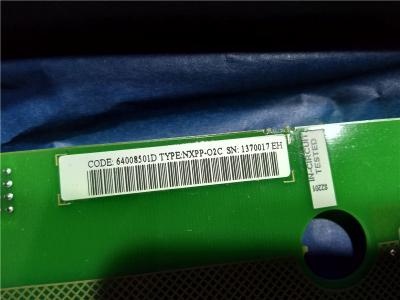 CODE: 64008501D TYPE:NXPP-02C SN: 1370017 EH
IN-CIRCUIT
TESTED